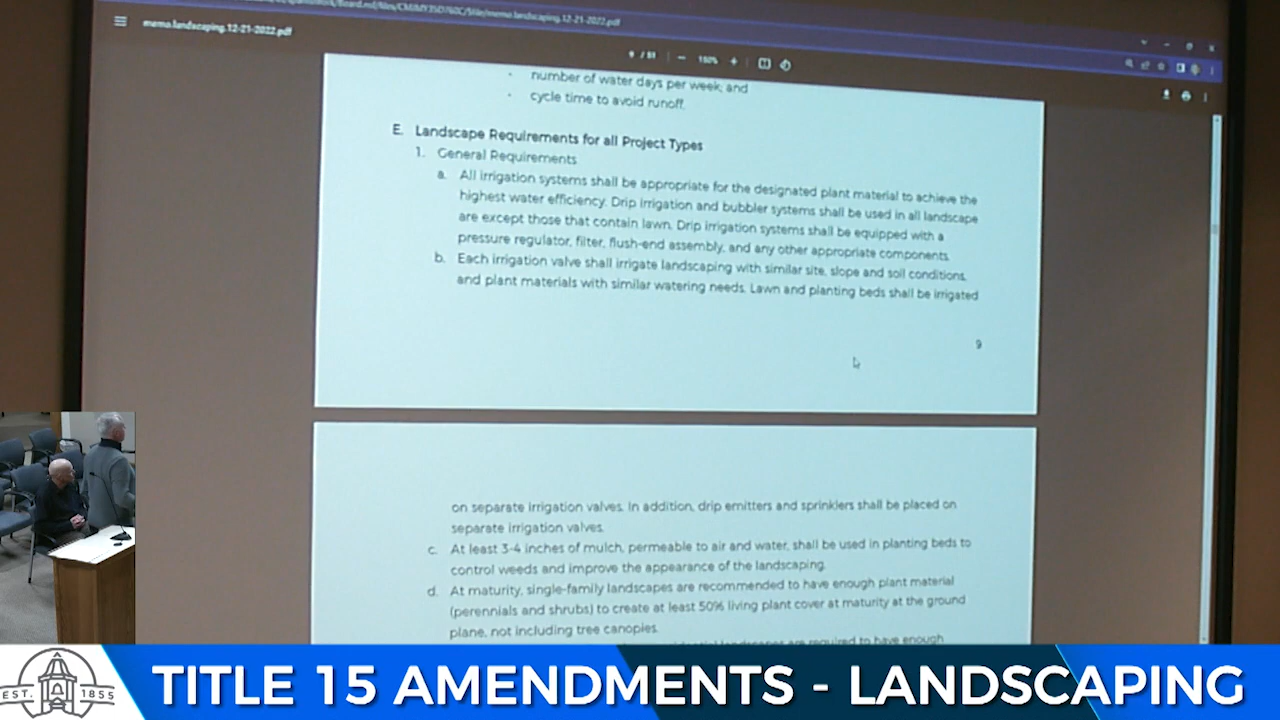 memo.landscaping.12-21-2022.pdf
9 / 51 150%
number of water days per week; and
cycle time to avoid runoff.
E. Landscape Requirements for all Project Types
1. General Requirements
a. All irrigation systems shall be appropriate for the designated plant material to achieve the
highest water efficiency. Drip irrigation and bubbler systems shall be used in all landscape
are except those that contain lawn. Drip irrigation systems shall be equipped with a
pressure regulator, filter, flush-end assembly, and any other appropriate components.
b. Each irrigation valve shall irrigate landscaping with similar site, slope and soil conditions,
and plant materials with similar watering needs. Lawn and planting beds shall be irrigated
9
on separate irrigation valves. In addition, drip emitters and sprinklers shall be placed on
separate irrigation valves.
c. At least 3-4 inches of mulch, permeable to air and water, shall be used in planting beds to
control weeds and improve the appearance of the landscaping.
d. At maturity, single-family landscapes are recommended to have enough plant material
(perennials and shrubs) to create at least 50% living plant cover at maturity at the ground
plane, not including tree canopies.
landscapes are required to have enough
EST. 1855
TITLE 15 AMENDMENTS - LANDSCAPING